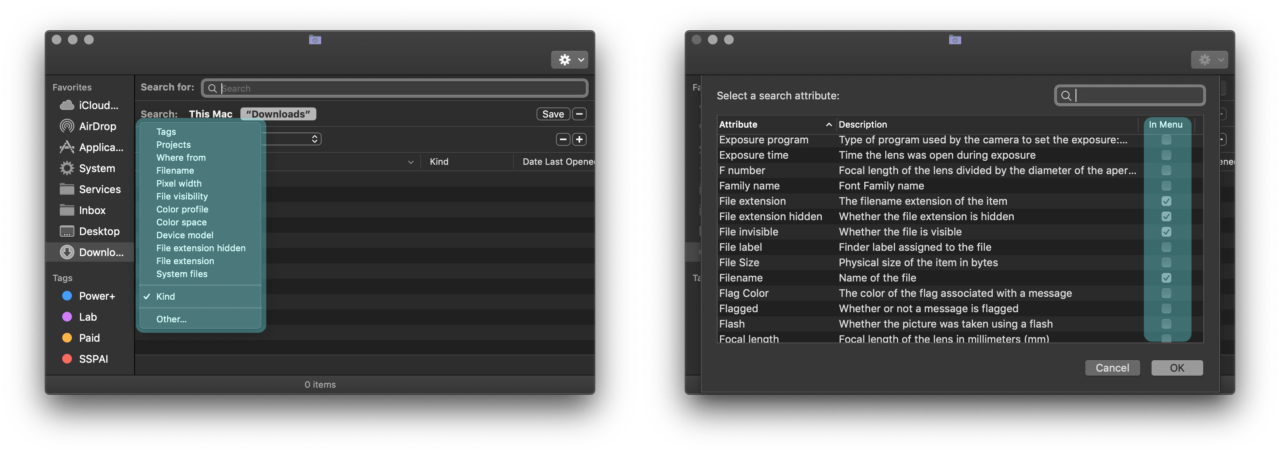 Favorites
iCloud...
AirDrop
Applica...
System
Services
Inbox
Desktop
Downlo...
Tags
Power+
Lab
Paid
SSPAI
Search for:
Search
Search: This Mac "Downloads"
Save
Tags
Projects
Where from
Filename
Pixel width
File visibility
Color profile
Color space
Device model
File extension hidden
File extension
System files
✓ Kind
Other...
Kind
Date Last Opene
0 items
Select a search attribute:
Attribute Description In Menu
Exposure program Type of program used by the camera to set the exposure:...
Exposure time Time the lens was open during exposure
F number Focal length of the lens divided by the diameter of the aper...
Family name Font Family name
File extension The filename extension of the item
File extension hidden Whether the file extension is hidden
File invisible Whether the file is visible
File label Finder label assigned to the file
File Size Physical size of the item in bytes
Filename Name of the file
Flag Color The color of the flag associated with a message
Flagged Whether or not a message is flagged
Flash Whether the picture was taken using a flash
Focal length Focal length of the lens in millimeters (mm)
Cancel
OK